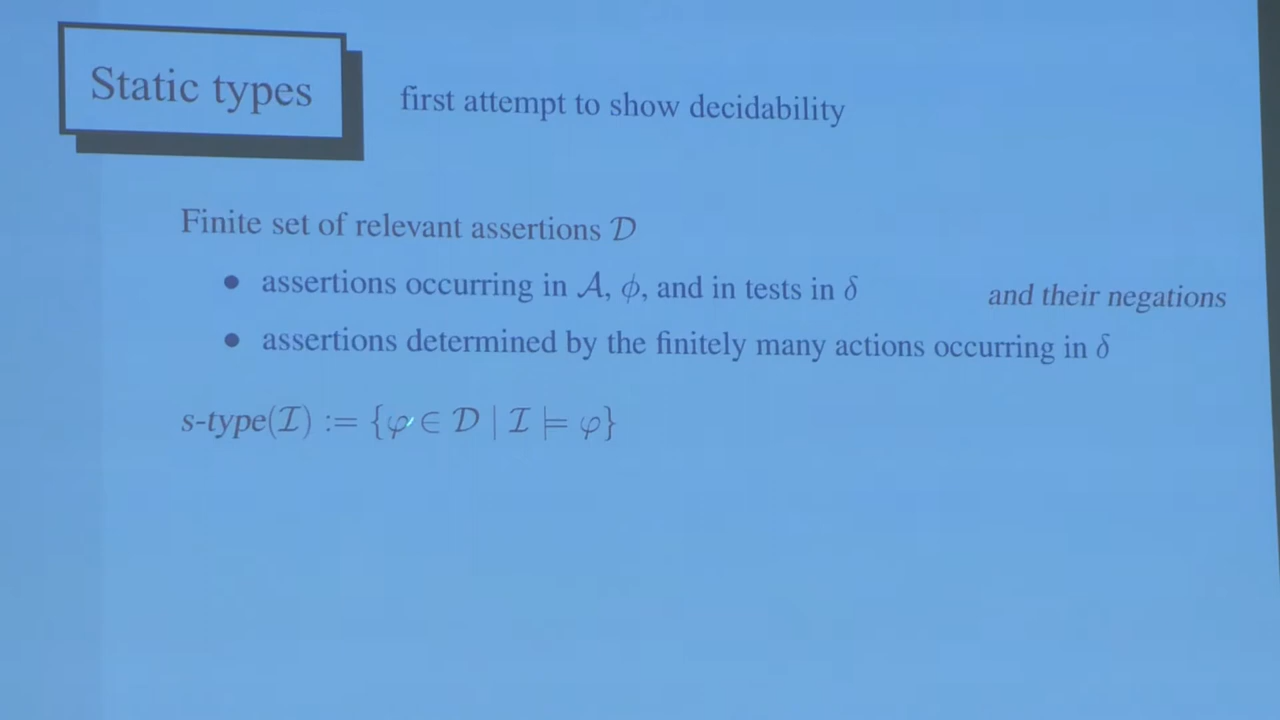 Static types
first attempt to show decidability
Finite set of relevant assertions 𝒟
• assertions occurring in 𝒜, ϕ, and in tests in δ
and their negations
• assertions determined by the finitely many actions occurring in δ
s-type(ℐ) := {φ ∈ 𝒟 | ℐ ⊨ φ}